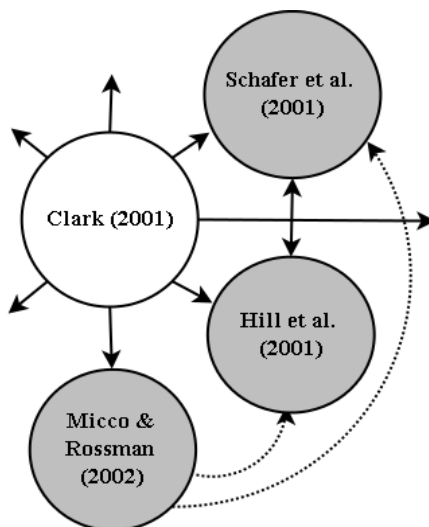 Schafer et al.
(2001)
Clark (2001)
Hill et al.
(2001)
Micco &
Rossman
(2002)